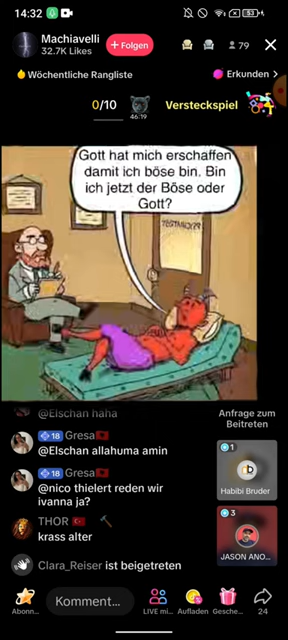 14:32
53
Machiavelli
32.7K Likes
+ Folgen
79
Wöchentliche Rangliste
Erkunden >
0/10
46:19
Versteckspiel
Gott hat mich erschaffen
damit ich böse bin. Bin
ich jetzt der Böse oder
Gott?
@Elschan haha
18 Gresa
@Elschan allahuma amin
18 Gresa
@nico thielert reden wir
ivanna ja?
THOR
krass alter
Clara_Reiser ist beigetreten
Anfrage zum
Beitreten
1
Habibi Bruder
3
JASON ANO...
Abonn...
Komment...
LIVE mi...
Aufladen
Gesche...
24